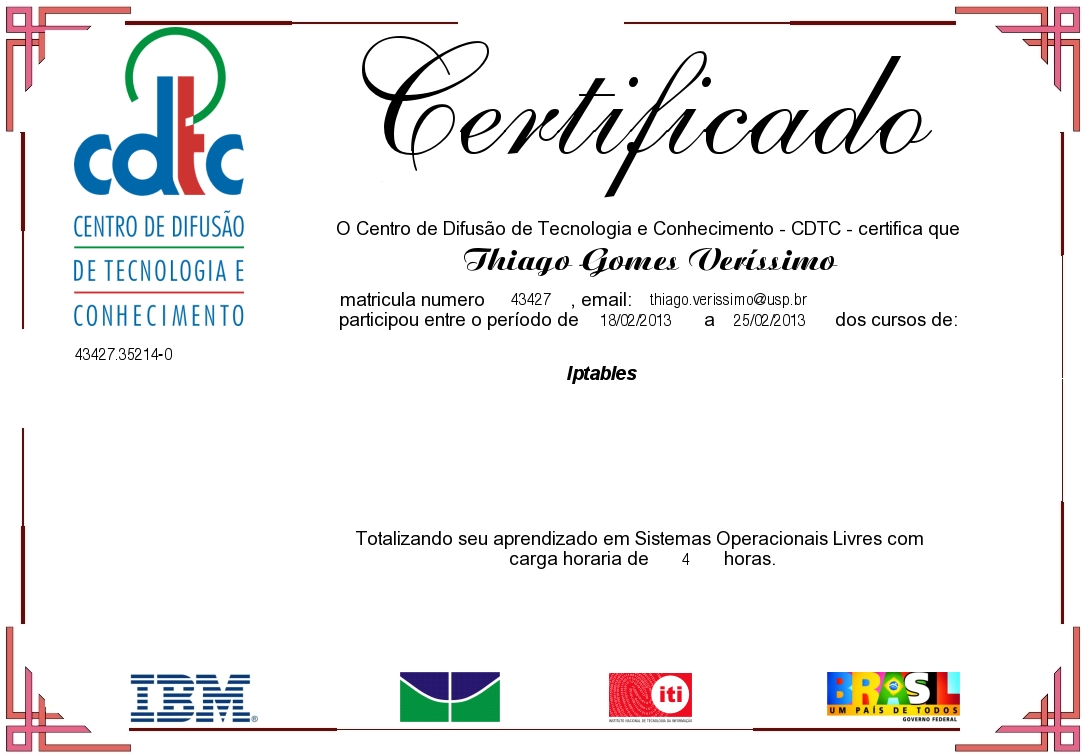 Certificado
cdtc
CENTRO DE DIFUSÃO
DE TECNOLOGIA E
CONHECIMENTO
43427.35214-0
O Centro de Difusão de Tecnologia e Conhecimento - CDTC - certifica que
Thiago Gomes Veríssimo
matricula numero 43427 , email: thiago.verissimo@usp.br
participou entre o período de 18/02/2013 a 25/02/2013 dos cursos de:
Iptables
Totalizando seu aprendizado em Sistemas Operacionais Livres com
carga horaria de 4 horas.
IBM®
iti
INSTITUTO NACIONAL DE TECNOLOGIA DA INFORMAÇÃO
BRASIL
UM PAÍS DE TODOS
GOVERNO FEDERAL